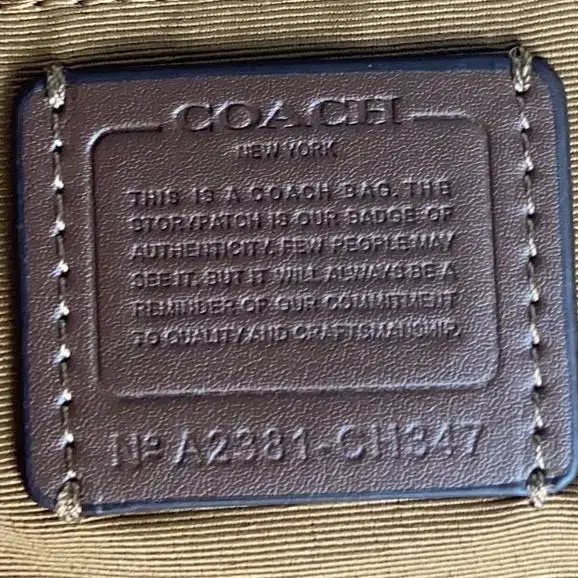 COACH
NEW YORK
THIS IS A COACH BAG. THE
STORYPATCH IS OUR BADGE OF
AUTHENTICITY. FEW PEOPLE MAY
SEE IT. BUT IT WILL ALWAYS BE A
REMINDER OF OUR COMMITMENT
TO QUALITY AND CRAFTSMANSHIP.
Nº A2381-CH347